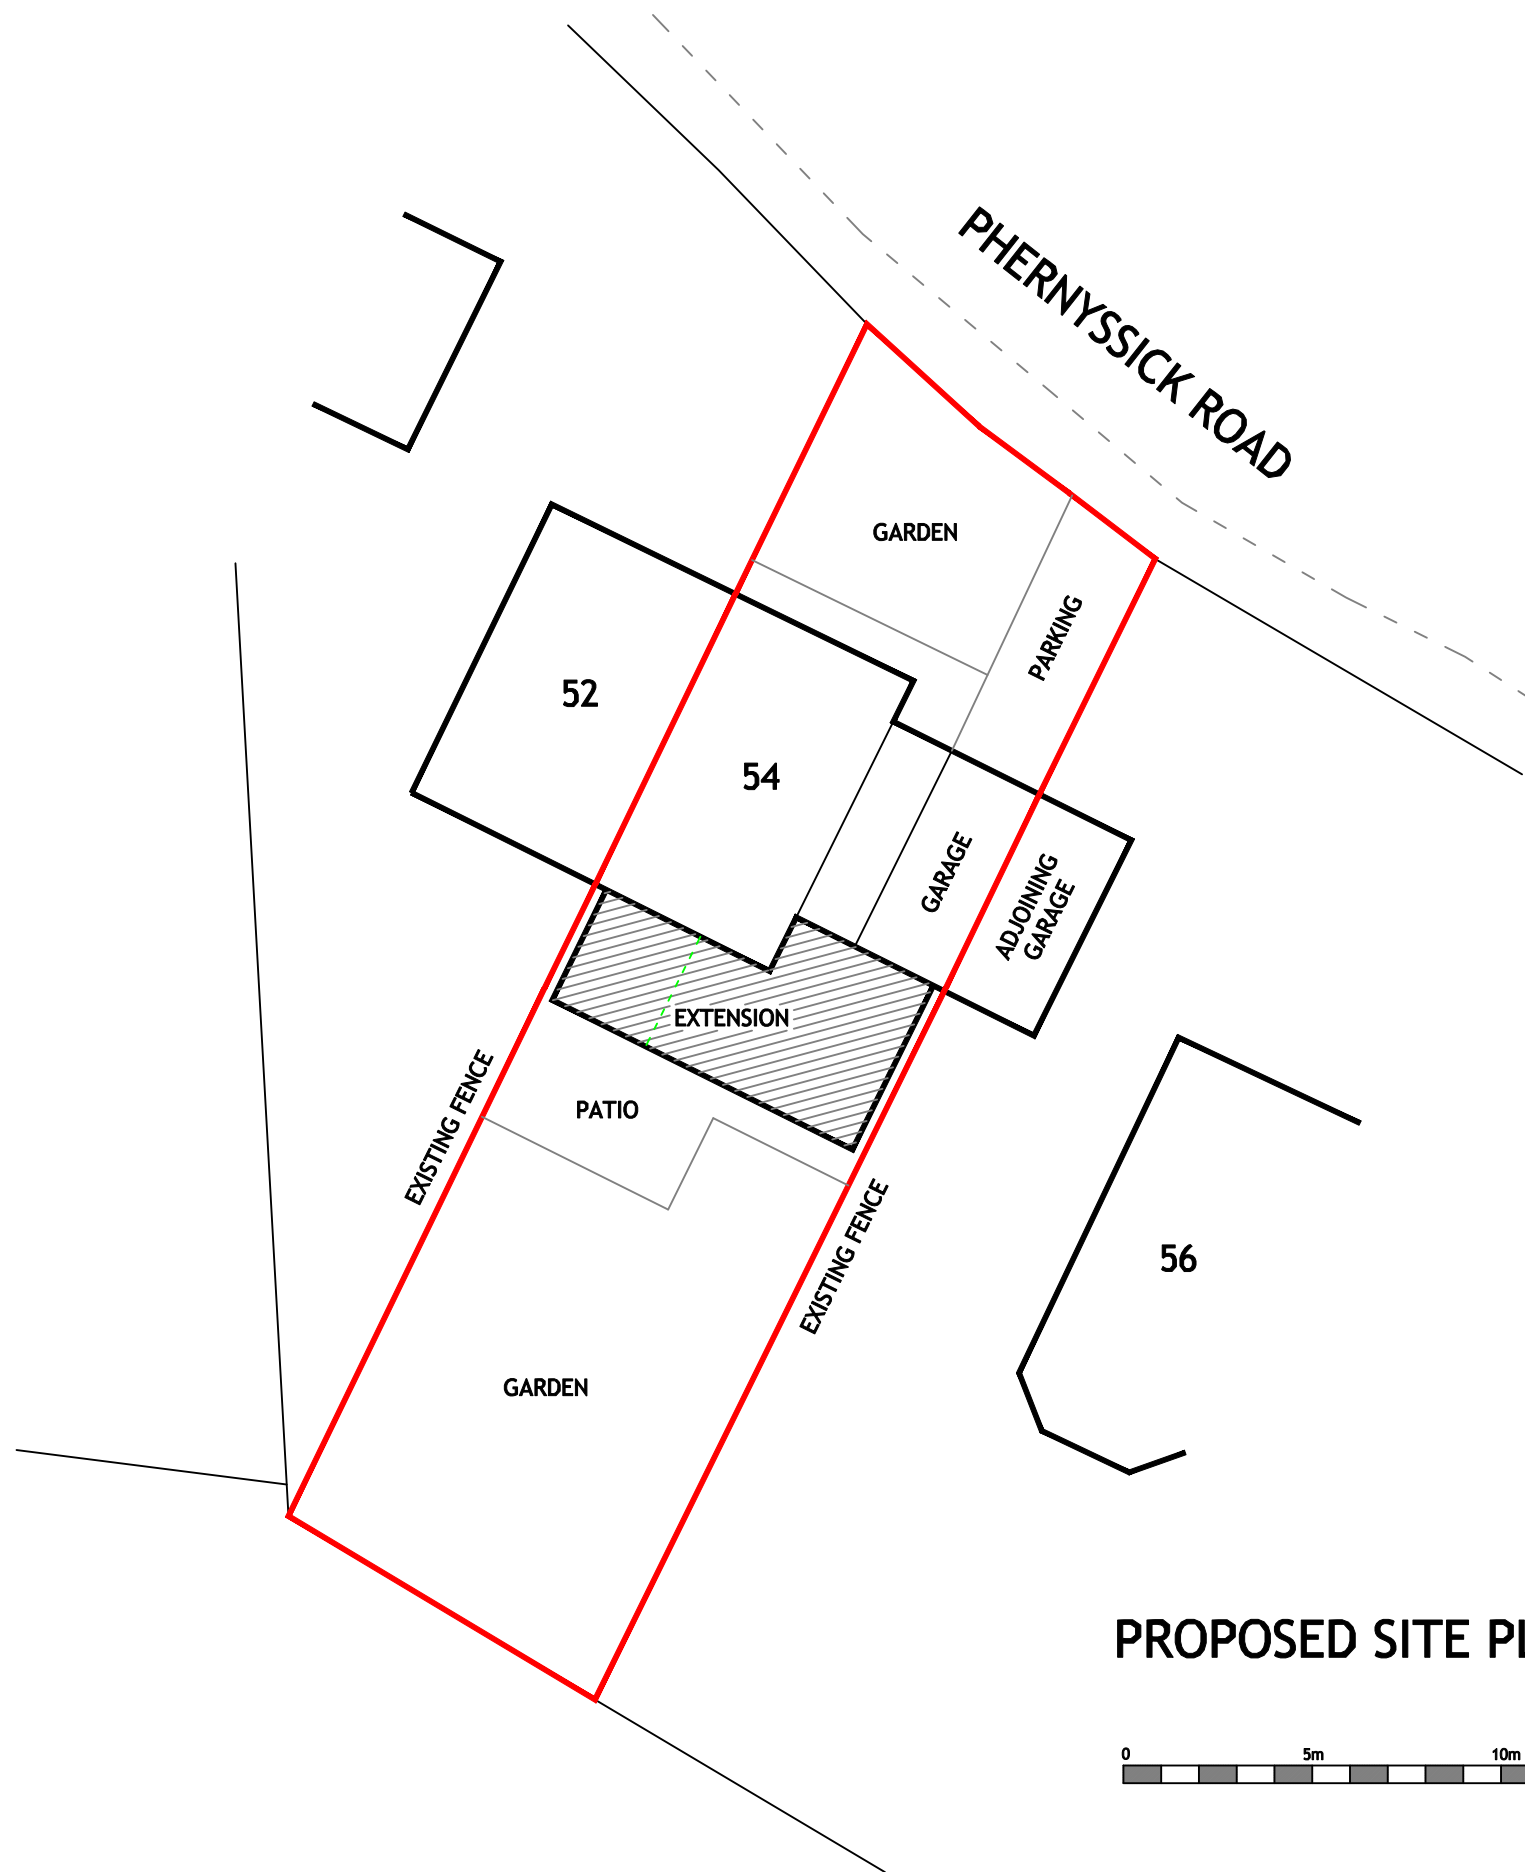 PHERNYSSICK ROAD
GARDEN
PARKING
52
54
GARAGE
ADJOINING
GARAGE
EXTENSION
EXISTING FENCE
PATIO
EXISTING FENCE
56
GARDEN
PROPOSED SITE
0 5m 10m